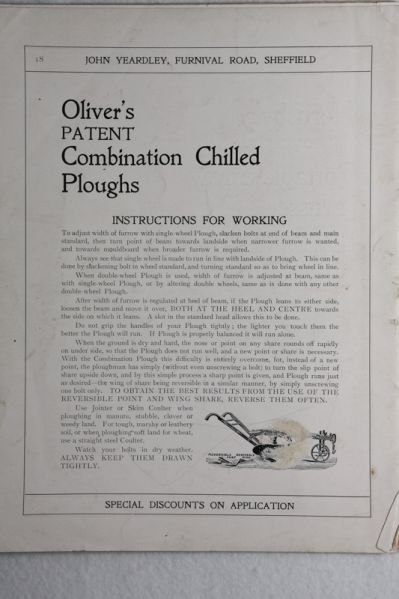 18
JOHN YEARDLEY, FURNIVAL ROAD, SHEFFIELD
Oliver's
PATENT
Combination Chilled
Ploughs
INSTRUCTIONS FOR WORKING
To adjust width of furrow with single-wheel Plough, slacken bolts at end of beam and main
standard, then turn point of beam towards landside when narrower furrow is wanted,
and towards mouldboard when broader furrow is required.
Always see that single wheel is made to run in line with landside of Plough. This can be
done by slackening bolt to wheel standard, and turning standard so as to bring wheel in line.
When double-wheel Plough is used, width of furrow is adjusted at beam, same as
with single-wheel Plough, or by altering double wheels, same as is done with any other
double-wheel Plough.
After width of furrow is regulated at heel of beam, if the Plough leans to either side,
loosen the beam and move it over, BOTH AT THE HEEL AND CENTRE towards
the side on which it leans. A slot in the standard head allows this to be done.
Do not grip the handles of your Plough tightly; the lighter you touch them the
better the Plough will run. If Plough is properly balanced it will run alone.
When the ground is dry and hard, the nose or point on any share rounds off rapidly
on under side, so that the Plough does not run well, and a new point or share is necessary.
With the Combination Plough this difficulty is entirely overcome, for, instead of a new
point, the ploughman has simply (without even unscrewing a bolt) to turn the slip point of
share upside down, and by this simple process a sharp point is given, and Plough runs just
as desired—the wing of share being reversible in a similar manner, by simply unscrewing
one bolt only. TO OBTAIN THE BEST RESULTS FROM THE USE OF THE
REVERSIBLE POINT AND WING SHARE, REVERSE THEM OFTEN.
Use Jointer or Skim Coulter when
ploughing in manure, stubble, clover or
weedy land. For tough, marshy or leathery
soil, or when ploughing-off land for wheat,
use a straight steel Coulter.
Watch your bolts in dry weather.
ALWAYS KEEP THEM DRAWN
TIGHTLY.
SPECIAL DISCOUNTS ON APPLICATION